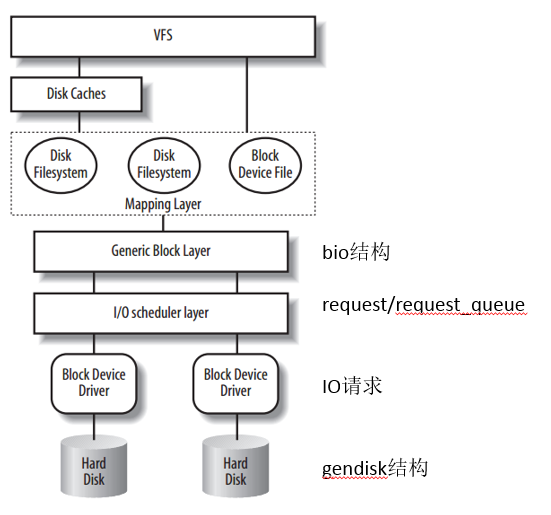 VFS
Disk Caches
Disk
Filesystem
Disk
Filesystem
Block
Device File
Mapping Layer
Generic Block Layer
bio结构
I/O scheduler layer
request/request_queue
Block Device
Driver
Block Device
Driver
IO请求
Hard
Disk
Hard
Disk
gendisk结构